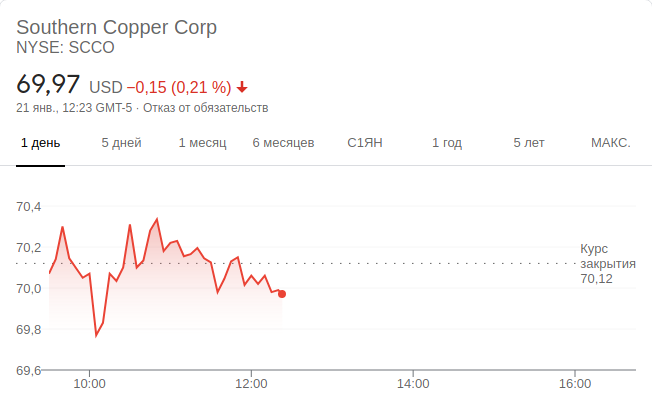 Southern Copper Corp
NYSE: SCCO
69,97 USD −0,15 (0,21 %)
21 янв., 12:23 GMT-5 · Отказ от обязательств
1 день 5 дней 1 месяц 6 месяцев С1ЯН 1 год 5 лет МАКС.
70,4
70,2
Курс
закрытия
70,12
70,0
69,8
69,6
10:00 12:00 14:00 16:00